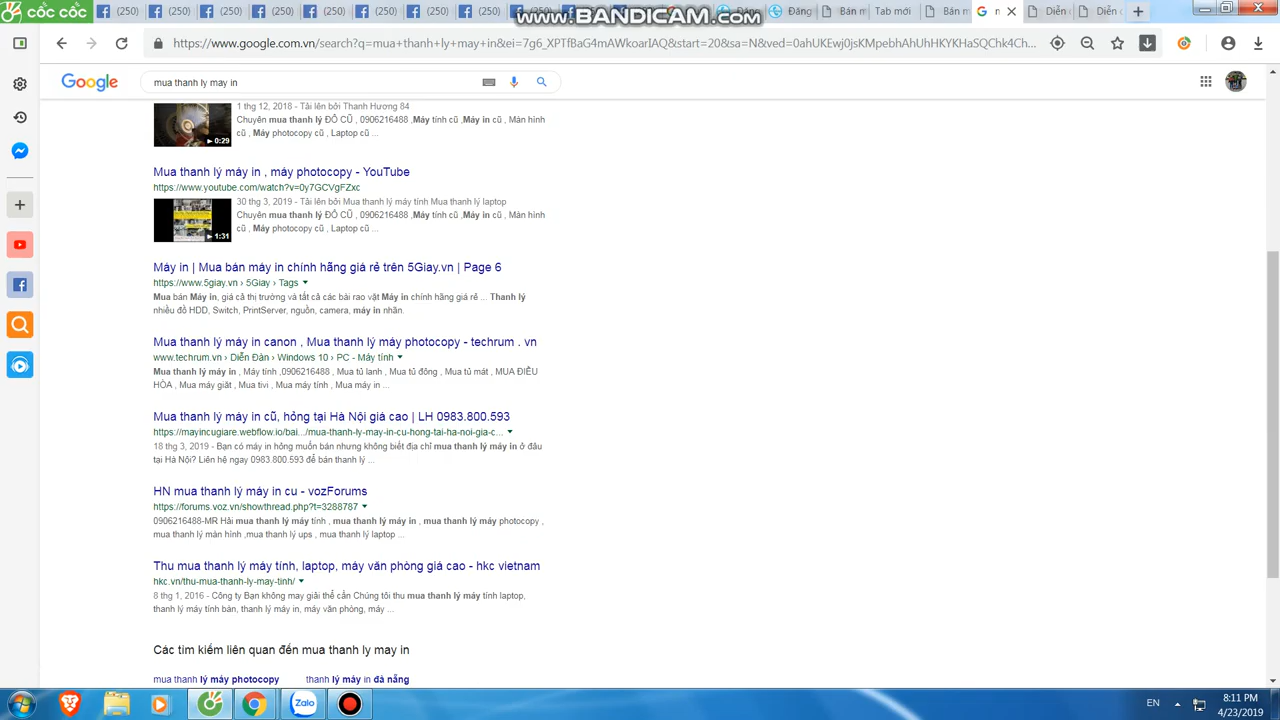 cốc cốc (250) (250) (250) (250) (250) (250) (250) (250)
Đăng
Bán m
Tab mới
Bán m
Diễn
Diễn c
WWW.BANDICAM.COM
https://www.google.com.vn/search?q=mua+thanh+ly+may+in&ei=7g6_XPTfBaG4mAWkoarIAQ&start=20&sa=N&ved=0ahUKEwj0jsKMpebhAhUhHKYKHaSQChk4Ch...
Google
mua thanh ly may in
1 thg 12, 2018 - Tải lên bởi Thanh Hương 84
Chuyên mua thanh lý ĐỒ CŨ , 0906216488 ,Máy tính cũ ,Máy in cũ , Màn hình
cũ , Máy photocopy cũ , Laptop cũ ...
0:29
Mua thanh lý máy in , máy photocopy - YouTube
https://www.youtube.com/watch?v=0y7GCVgFZxc
30 thg 3, 2019 - Tải lên bởi Mua thanh lý máy tính Mua thanh lý laptop
Chuyên mua thanh lý ĐỒ CŨ , 0906216488 ,Máy tính cũ ,Máy in cũ , Màn hình
cũ , Máy photocopy cũ , Laptop cũ ...
1:31
Máy in | Mua bán máy in chính hãng giá rẻ trên 5Giay.vn | Page 6
https://www.5giay.vn › 5Giay › Tags
Mua bán Máy in, giá cả thị trường và tất cả các bài rao vặt Máy in chính hãng giá rẻ ... Thanh lý
nhiều đồ HDD, Switch, PrintServer, nguồn, camera, máy in nhãn.
Mua thanh lý máy in canon , Mua thanh lý máy photocopy - techrum . vn
www.techrum.vn › Diễn Đàn › Windows 10 › PC - Máy tính
Mua thanh lý máy in , Máy tính ,0906216488 , Mua tủ lanh , Mua tủ đông , Mua tủ mát , MUA ĐIỀU
HÒA , Mua máy giăt , Mua tivi , Mua máy tính , Mua máy in ...
Mua thanh lý máy in cũ, hỏng tại Hà Nội giá cao | LH 0983.800.593
https://mayincugiare.webflow.io/bai.../mua-thanh-ly-may-in-cu-hong-tai-ha-noi-gia-c...
18 thg 3, 2019 - Bạn có máy in hỏng muốn bán nhưng không biết địa chỉ mua thanh lý máy in ở đâu
tại Hà Nội? Liên hệ ngay 0983.800.593 để bán thanh lý ...
HN mua thanh lý máy in cu - vozForums
https://forums.voz.vn/showthread.php?t=3288787
0906216488-MR Hải mua thanh lý máy tính , mua thanh lý máy in , mua thanh lý máy photocopy ,
mua thanh lý màn hình ,mua thanh lý ups , mua thanh lý laptop ...
Thu mua thanh lý máy tính, laptop, máy văn phòng giá cao - hkc vietnam
hkc.vn/thu-mua-thanh-ly-may-tinh/
8 thg 1, 2016 - Công ty Bạn không may giải thể cần Chúng tôi thu mua thanh lý máy tính laptop,
thanh lý máy tính bàn, thanh lý máy in, máy văn phòng, máy ...
Các tìm kiếm liên quan đến mua thanh ly may in
mua thanh lý máy photocopy
thanh lý máy in đà nẵng
Zalo
EN
8:11 PM
4/23/2019